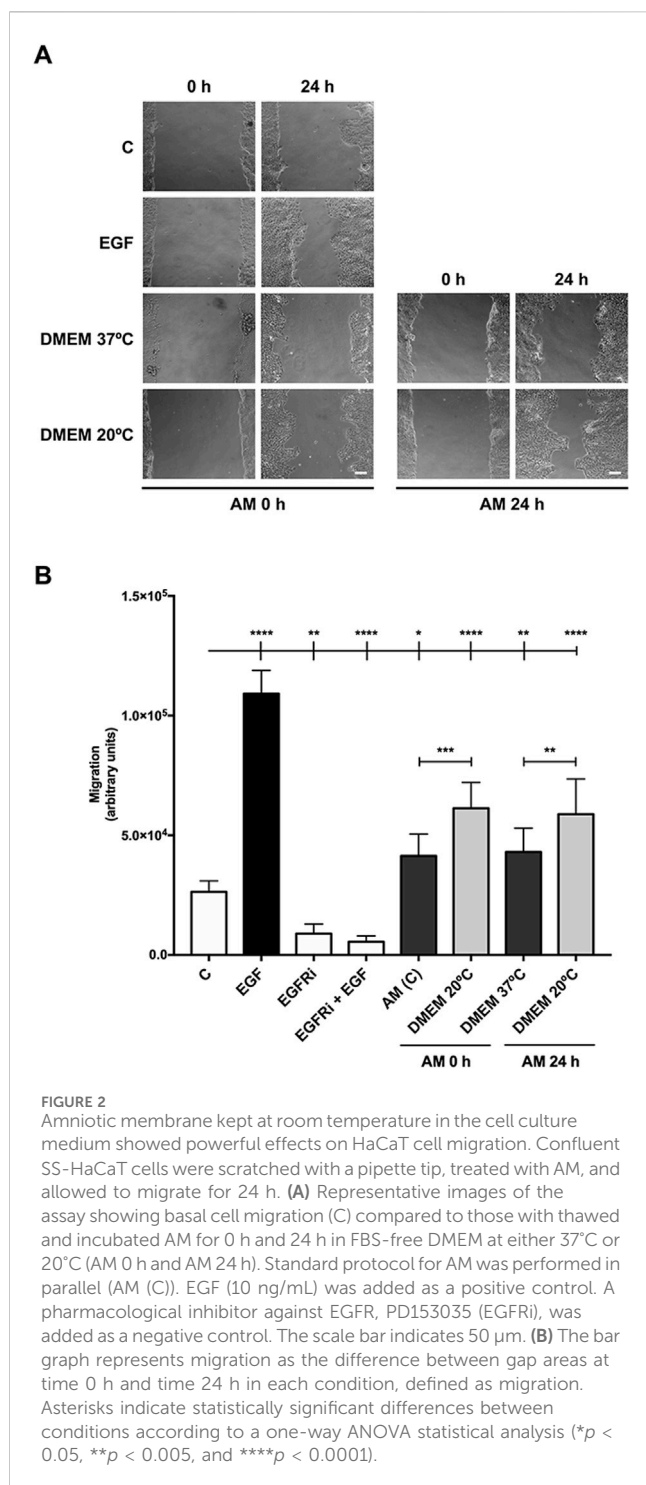 A
0 h
24 h
C
EGF
0 h
24 h
DMEM 37ºC
DMEM 20ºC
AM 0 h
AM 24 h
B
1.5×10⁵
1.0×10⁵
5.0×10⁴
0.0
Migration
(arbitrary units)
**** ** **** * **** ** ****
*** **
C
EGF
EGFRi
EGFRi + EGF
AM (C)
DMEM 20ºC
DMEM 37ºC
DMEM 20ºC
AM 0 h
AM 24 h
FIGURE 2
Amniotic membrane kept at room temperature in the cell culture
medium showed powerful effects on HaCaT cell migration. Confluent
SS-HaCaT cells were scratched with a pipette tip, treated with AM, and
allowed to migrate for 24 h. (A) Representative images of the
assay showing basal cell migration (C) compared to those with thawed
and incubated AM for 0 h and 24 h in FBS-free DMEM at either 37°C or
20°C (AM 0 h and AM 24 h). Standard protocol for AM was performed in
parallel (AM (C)). EGF (10 ng/mL) was added as a positive control. A
pharmacological inhibitor against EGFR, PD153035 (EGFRi), was
added as a negative control. The scale bar indicates 50 µm. (B) The bar
graph represents migration as the difference between gap areas at
time 0 h and time 24 h in each condition, defined as migration.
Asterisks indicate statistically significant differences between
conditions according to a one-way ANOVA statistical analysis (*p <
0.05, **p < 0.005, and ****p < 0.0001).